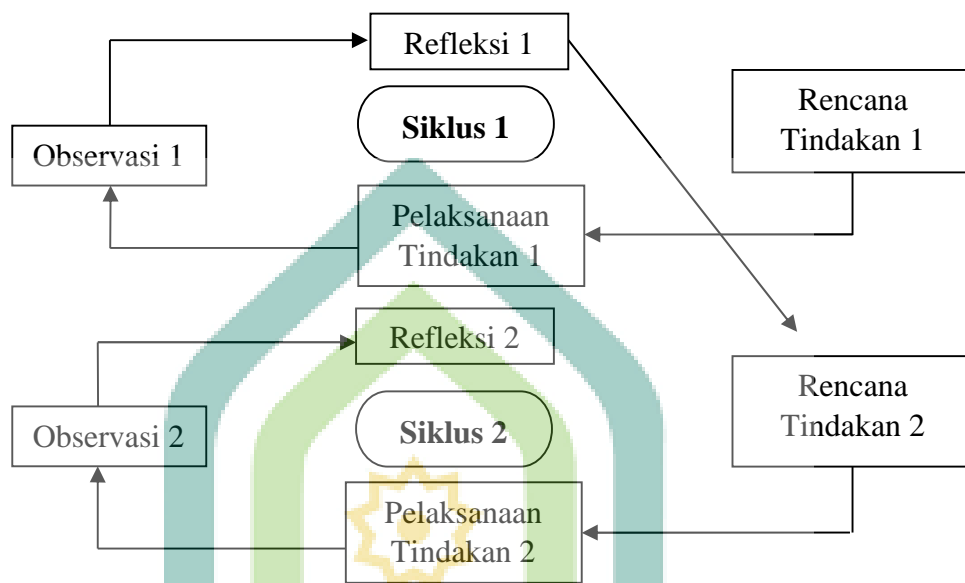 Refleksi 1
Rencana
Tindakan 1
Siklus 1
Observasi 1
Pelaksanaan
Tindakan 1
Refleksi 2
Rencana
Tindakan 2
Siklus 2
Observasi 2
Pelaksanaan
Tindakan 2